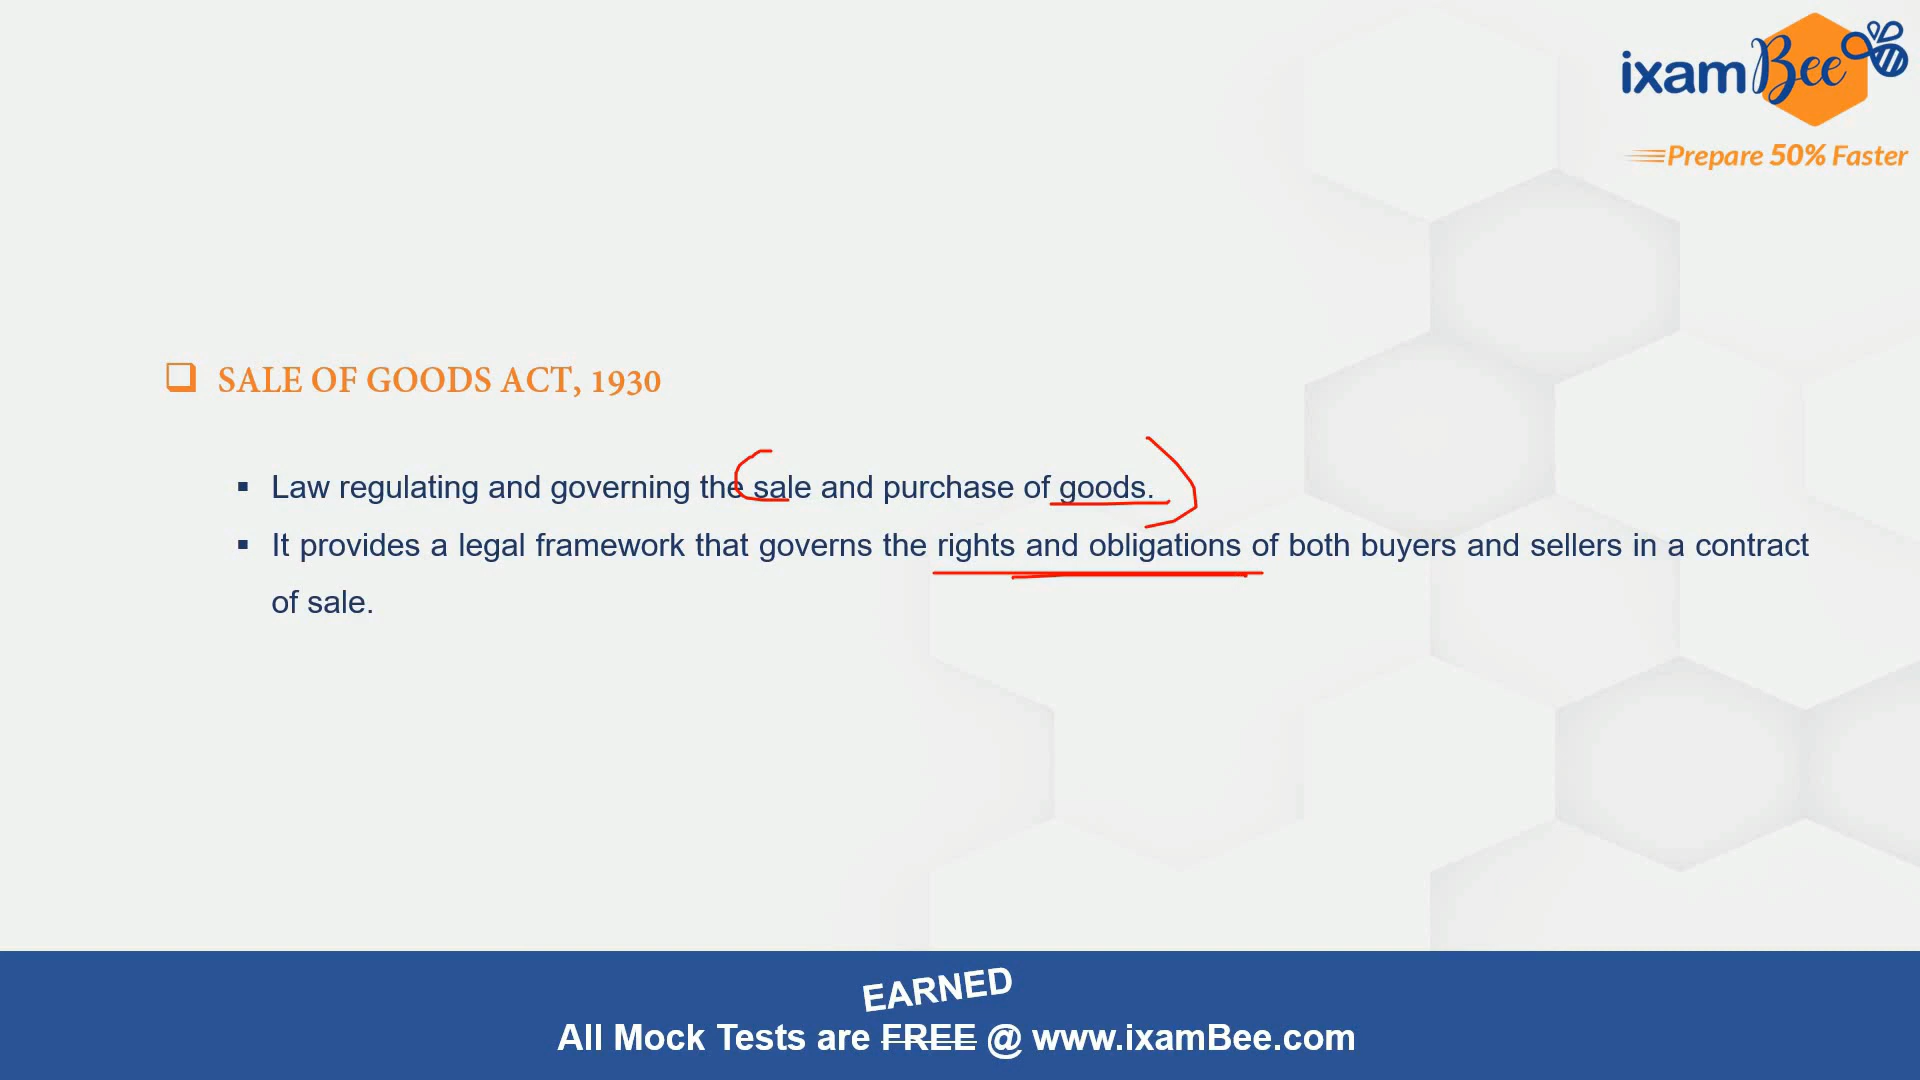 ixamBee
Prepare 50% Faster
SALE OF GOODS ACT, 1930
▪ Law regulating and governing the sale and purchase of goods.
▪ It provides a legal framework that governs the rights and obligations of both buyers and sellers in a contract
of sale.
EARNED
All Mock Tests are FREE @ www.ixamBee.com